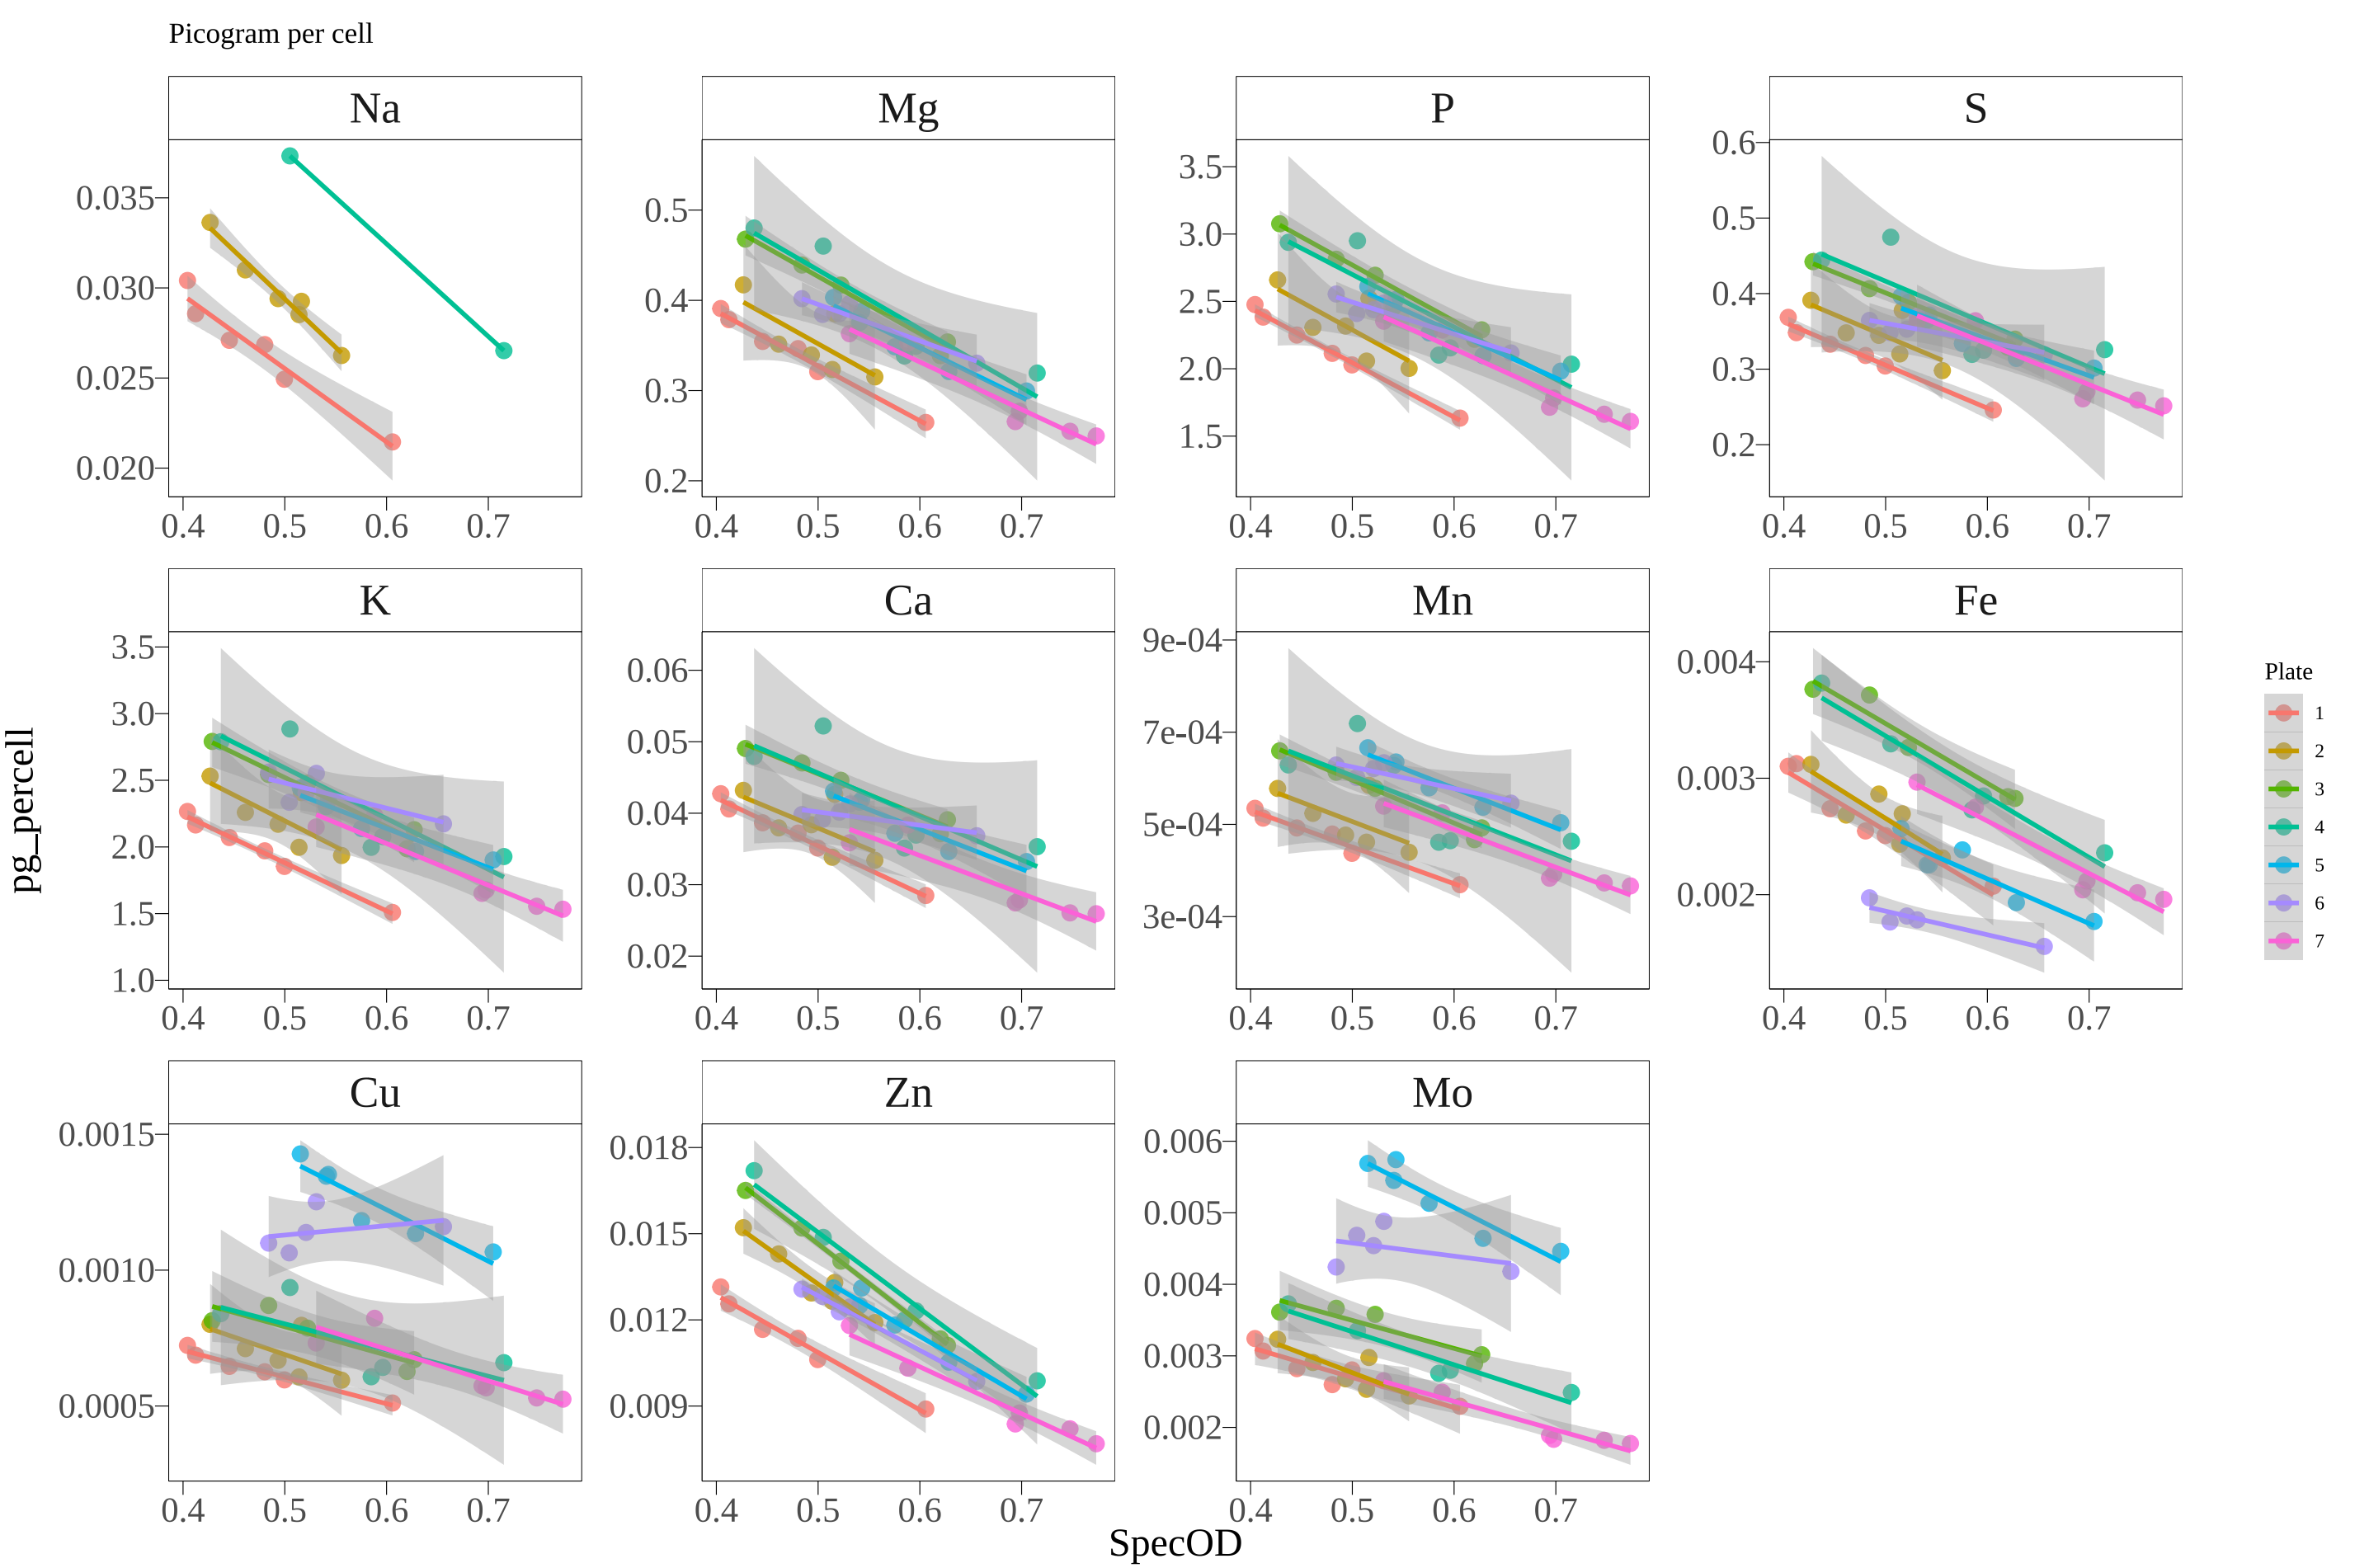 Picogram per cell
Na
Mg
P
S
0.035
0.030
0.025
0.020
0.4 0.5 0.6 0.7
0.5
0.4
0.3
0.2
0.4 0.5 0.6 0.7
3.5
3.0
2.5
2.0
1.5
0.4 0.5 0.6 0.7
0.6
0.5
0.4
0.3
0.2
0.4 0.5 0.6 0.7
K
Ca
Mn
Fe
3.5
3.0
2.5
2.0
1.5
1.0
0.4 0.5 0.6 0.7
0.06
0.05
0.04
0.03
0.02
0.4 0.5 0.6 0.7
9e-04
7e-04
5e-04
3e-04
0.4 0.5 0.6 0.7
0.004
0.003
0.002
0.4 0.5 0.6 0.7
Cu
Zn
Mo
0.0015
0.0010
0.0005
0.4 0.5 0.6 0.7
0.018
0.015
0.012
0.009
0.4 0.5 0.6 0.7
0.006
0.005
0.004
0.003
0.002
0.4 0.5 0.6 0.7
pg_percell
SpecOD
Plate
1
2
3
4
5
6
7